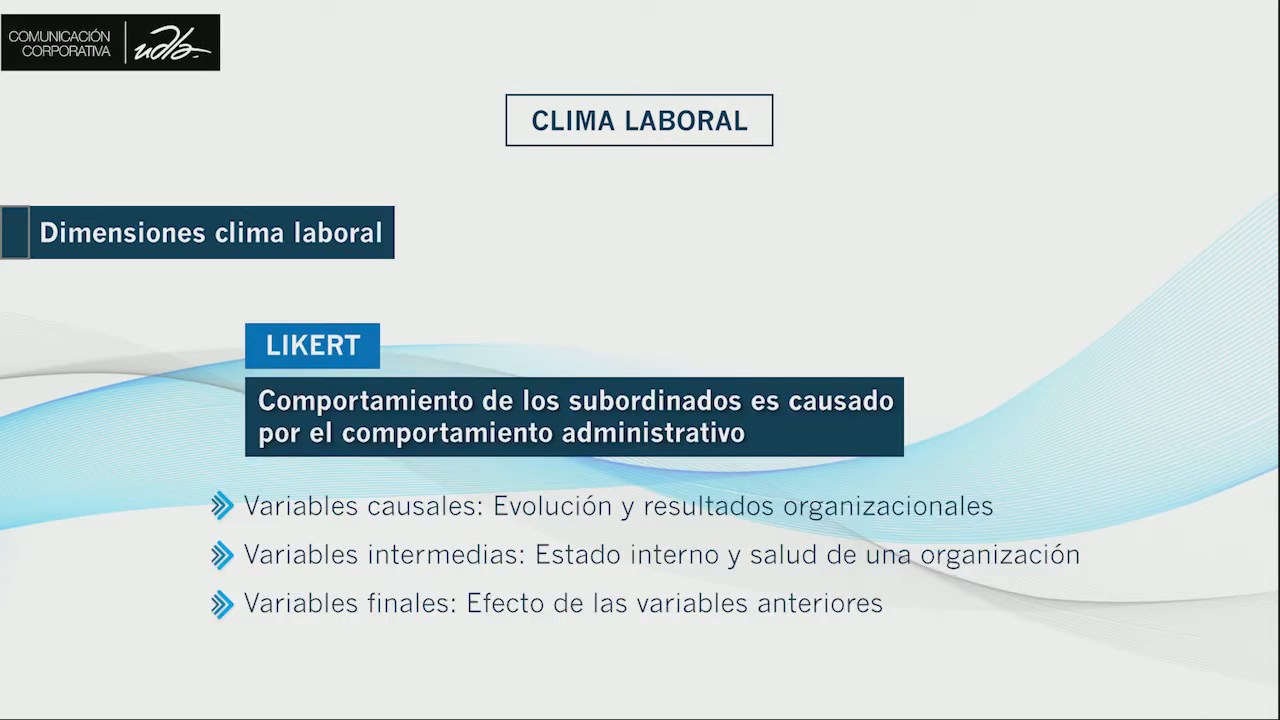 COMUNICACIÓN
CORPORATIVA
udla-
CLIMA LABORAL
Dimensiones clima laboral
LIKERT
Comportamiento de los subordinados es causado
por el comportamiento administrativo
Variables causales: Evolución y resultados organizacionales
Variables intermedias: Estado interno y salud de una organización
Variables finales: Efecto de las variables anteriores